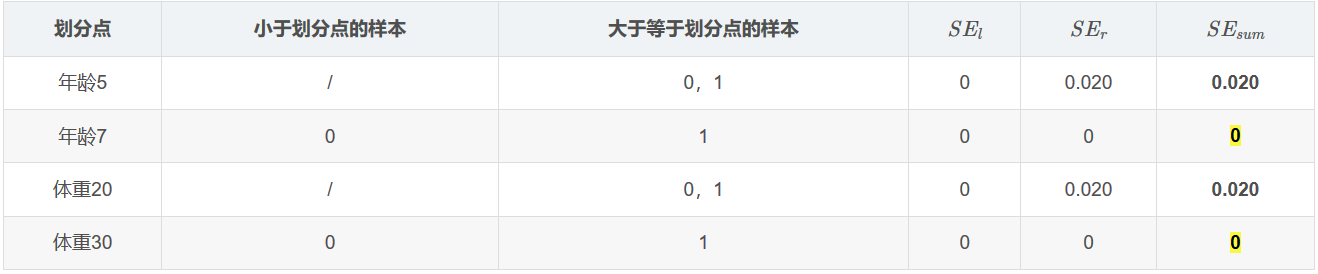 划分点 小于划分点的样本 大于等于划分点的样本 SE_l SE_r SE_sum
年龄5 / 0，1 0 0.020 0.020
年龄7 0 1 0 0 0
体重20 / 0，1 0 0.020 0.020
体重30 0 1 0 0 0